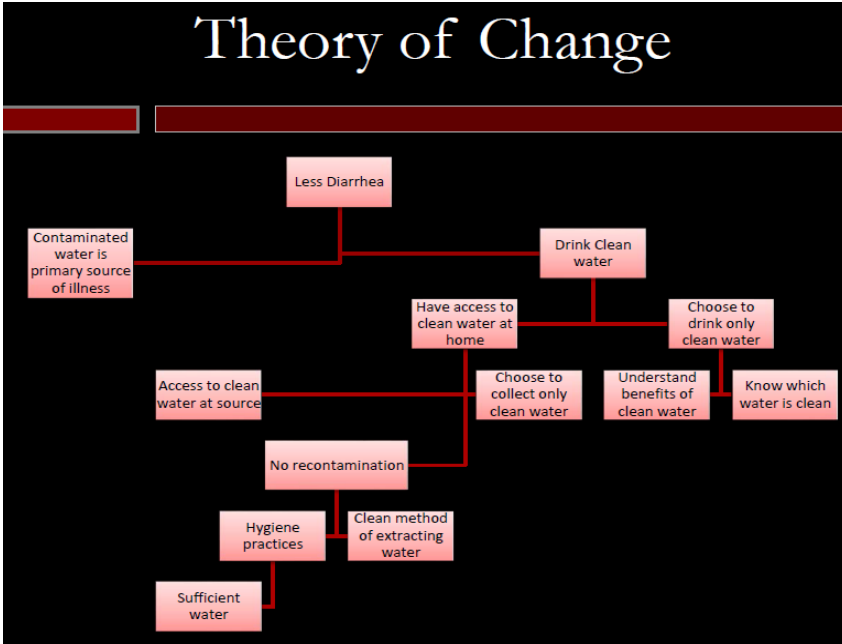 Theory of Change
Less Diarrhea
Contaminated
water is
primary source
of illness
Drink Clean
water
Have access to
clean water at
home
Choose to
drink only
clean water
Access to clean
water at source
Choose to
collect only
clean water
Understand
benefits of
clean water
Know which
water is clean
No recontamination
Hygiene
practices
Clean method
of extracting
water
Sufficient
water